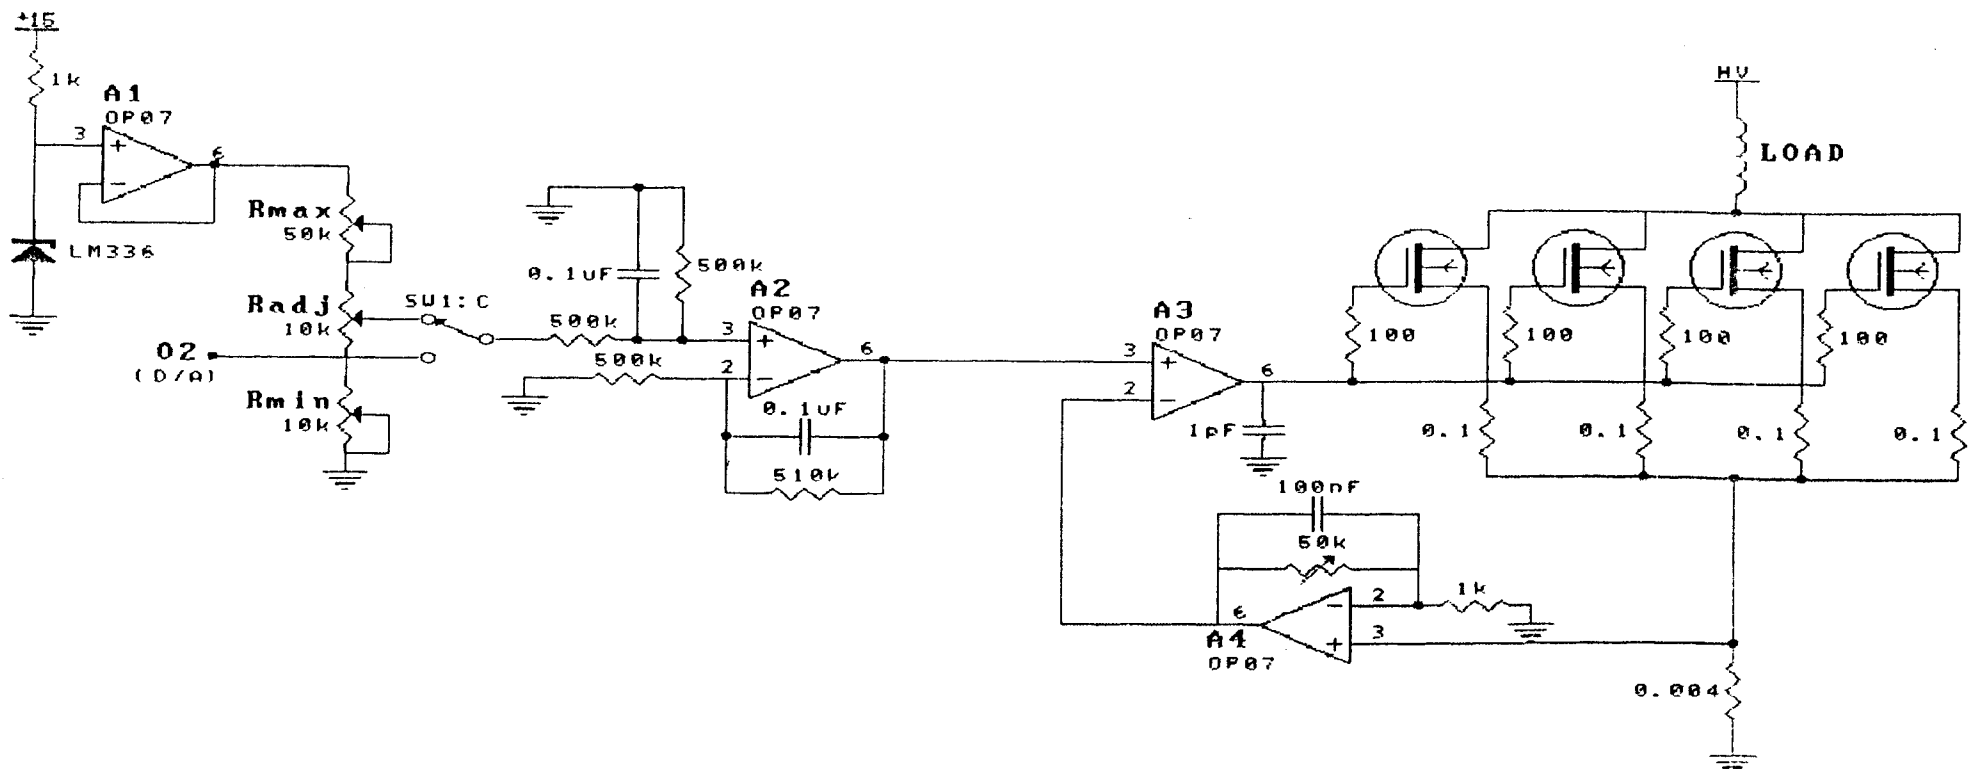 +15
1k
A1
OP07
3
6
LM336
Rmax
50k
Radj
10k
SW1:C
O2
(D/A)
Rmin
10k
0.1uF
500k
500k
500k
A2
OP07
3
2
6
0.1uF
510k
A3
OP07
3
2
6
1pF
HV
LOAD
100
100
100
100
0.1
0.1
0.1
0.1
100nF
50k
1k
2
3
6
A4
OP07
0.004